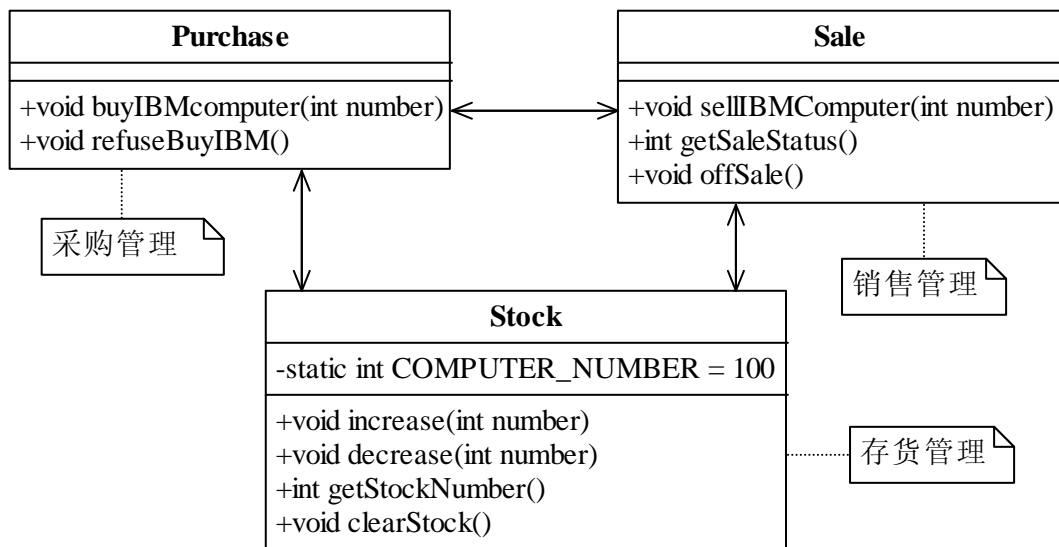 Purchase
+void buyIBMcomputer(int number)
+void refuseBuyIBM()
采购管理
Sale
+void sellIBMComputer(int number)
+int getSaleStatus()
+void offSale()
销售管理
Stock
-static int COMPUTER_NUMBER = 100
+void increase(int number)
+void decrease(int number)
+int getStockNumber()
+void clearStock()
存货管理